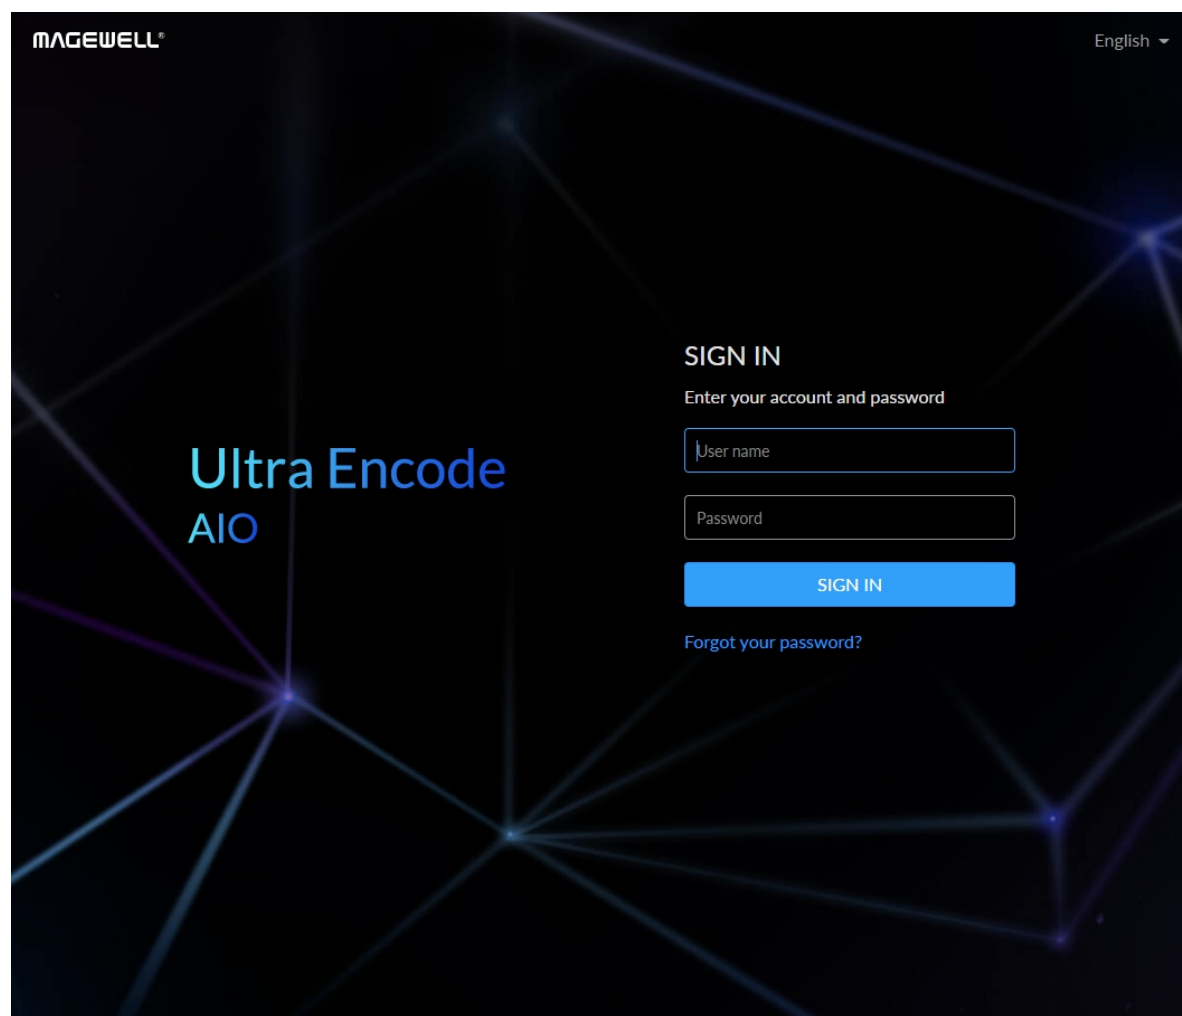 MAGEWELL®
English
Ultra Encode
AIO
SIGN IN
Enter your account and password
User name
Password
SIGN IN
Forgot your password?